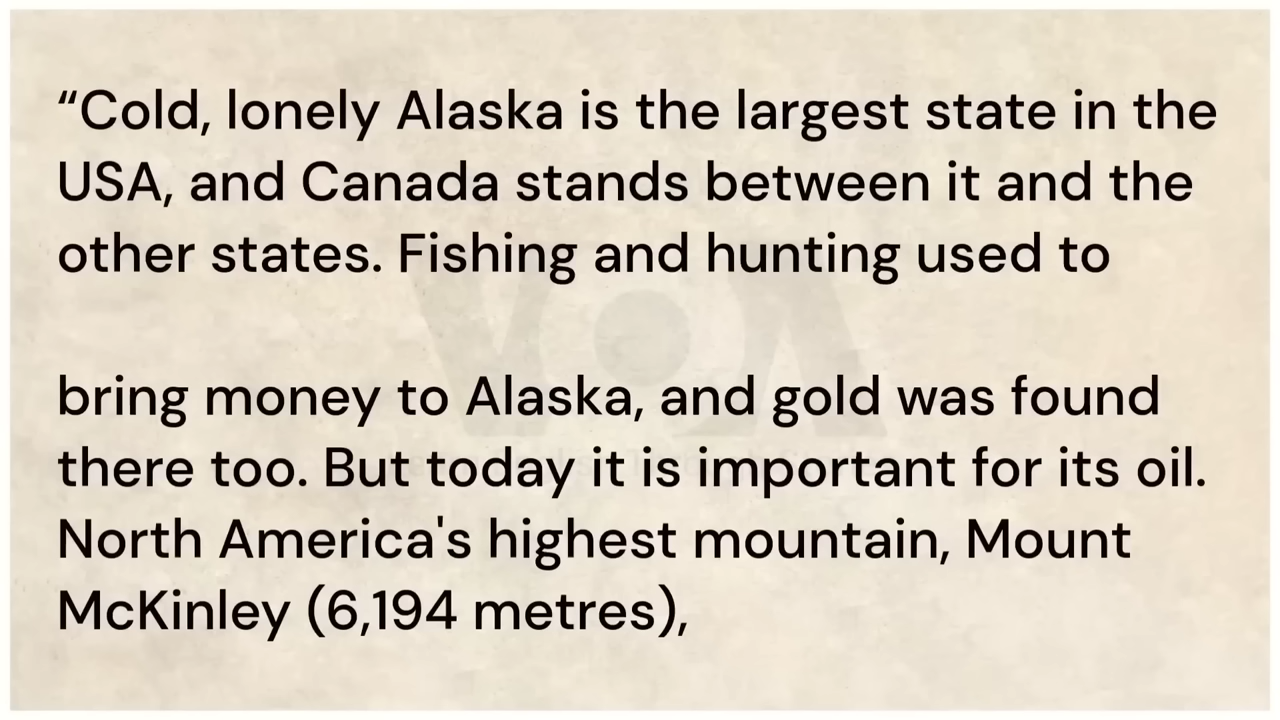 “Cold, lonely Alaska is the largest state in the
USA, and Canada stands between it and the
other states. Fishing and hunting used to
bring money to Alaska, and gold was found
there too. But today it is important for its oil.
North America's highest mountain, Mount
McKinley (6,194 metres),
VOA